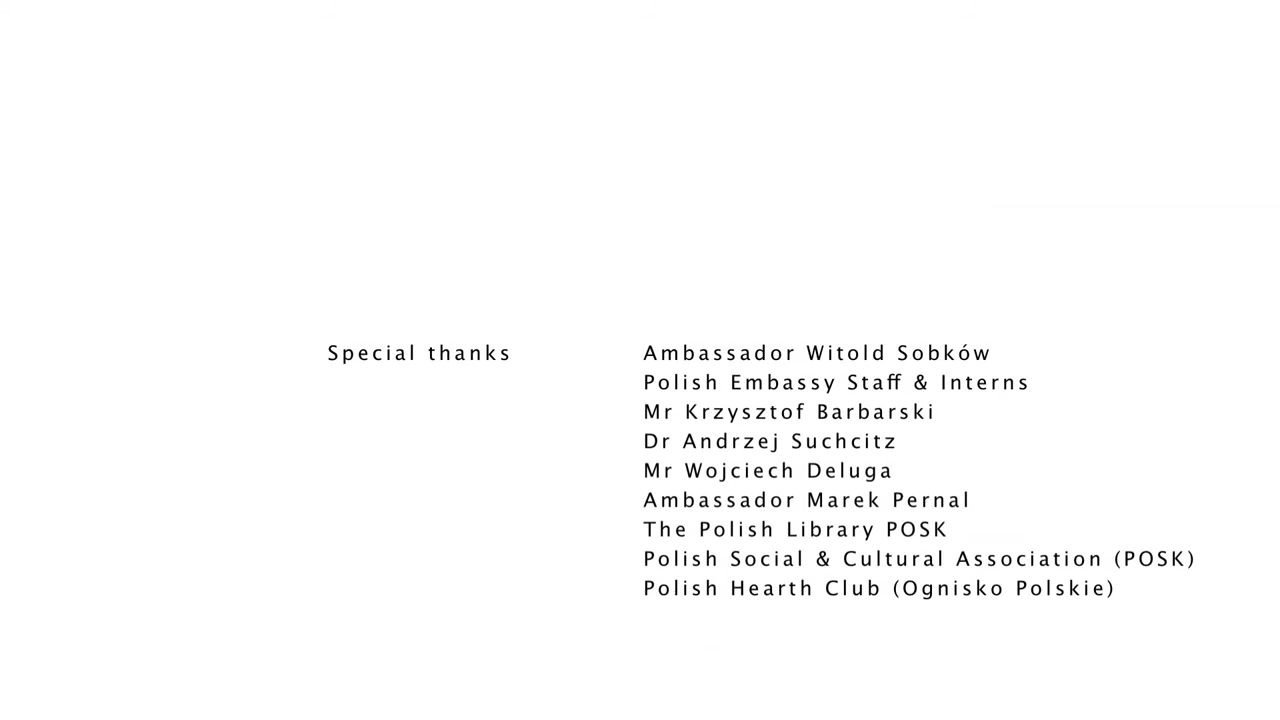 Special thanks Ambassador Witold Sobków
Polish Embassy Staff & Interns
Mr Krzysztof Barbarski
Dr Andrzej Suchcitz
Mr Wojciech Deluga
Ambassador Marek Pernal
The Polish Library POSK
Polish Social & Cultural Association (POSK)
Polish Hearth Club (Ognisko Polskie)